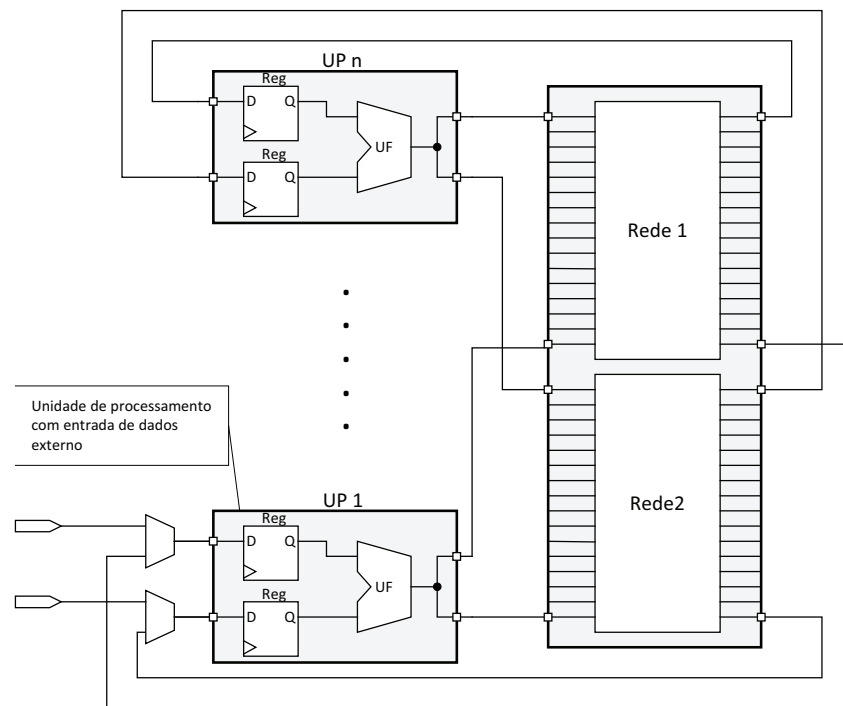 UP n
Reg
D Q
Reg
D Q
UF
Rede 1
Unidade de processamento
com entrada de dados
externo
Rede2
UP 1
Reg
D Q
Reg
D Q
UF